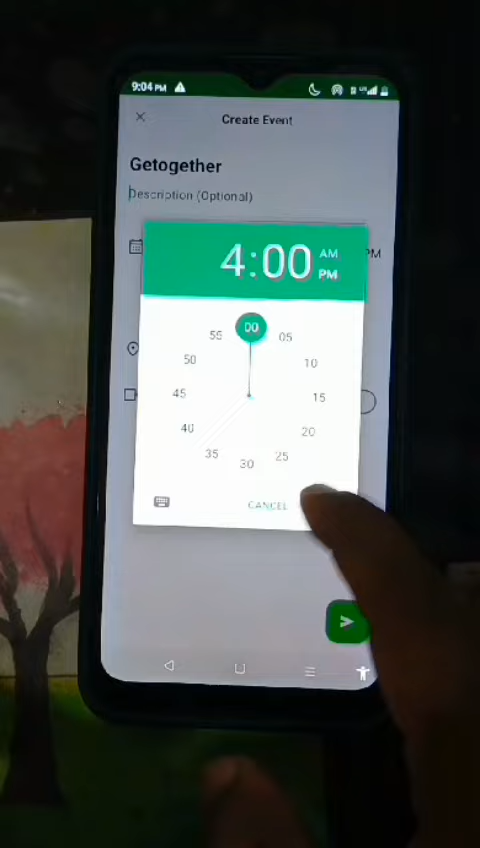 9:04 PM
Create Event
Getogether
Description (Optional)
PM
4:00 AM
PM
00
55 05
50 10
45 15
40 20
35 25
30
CANCEL